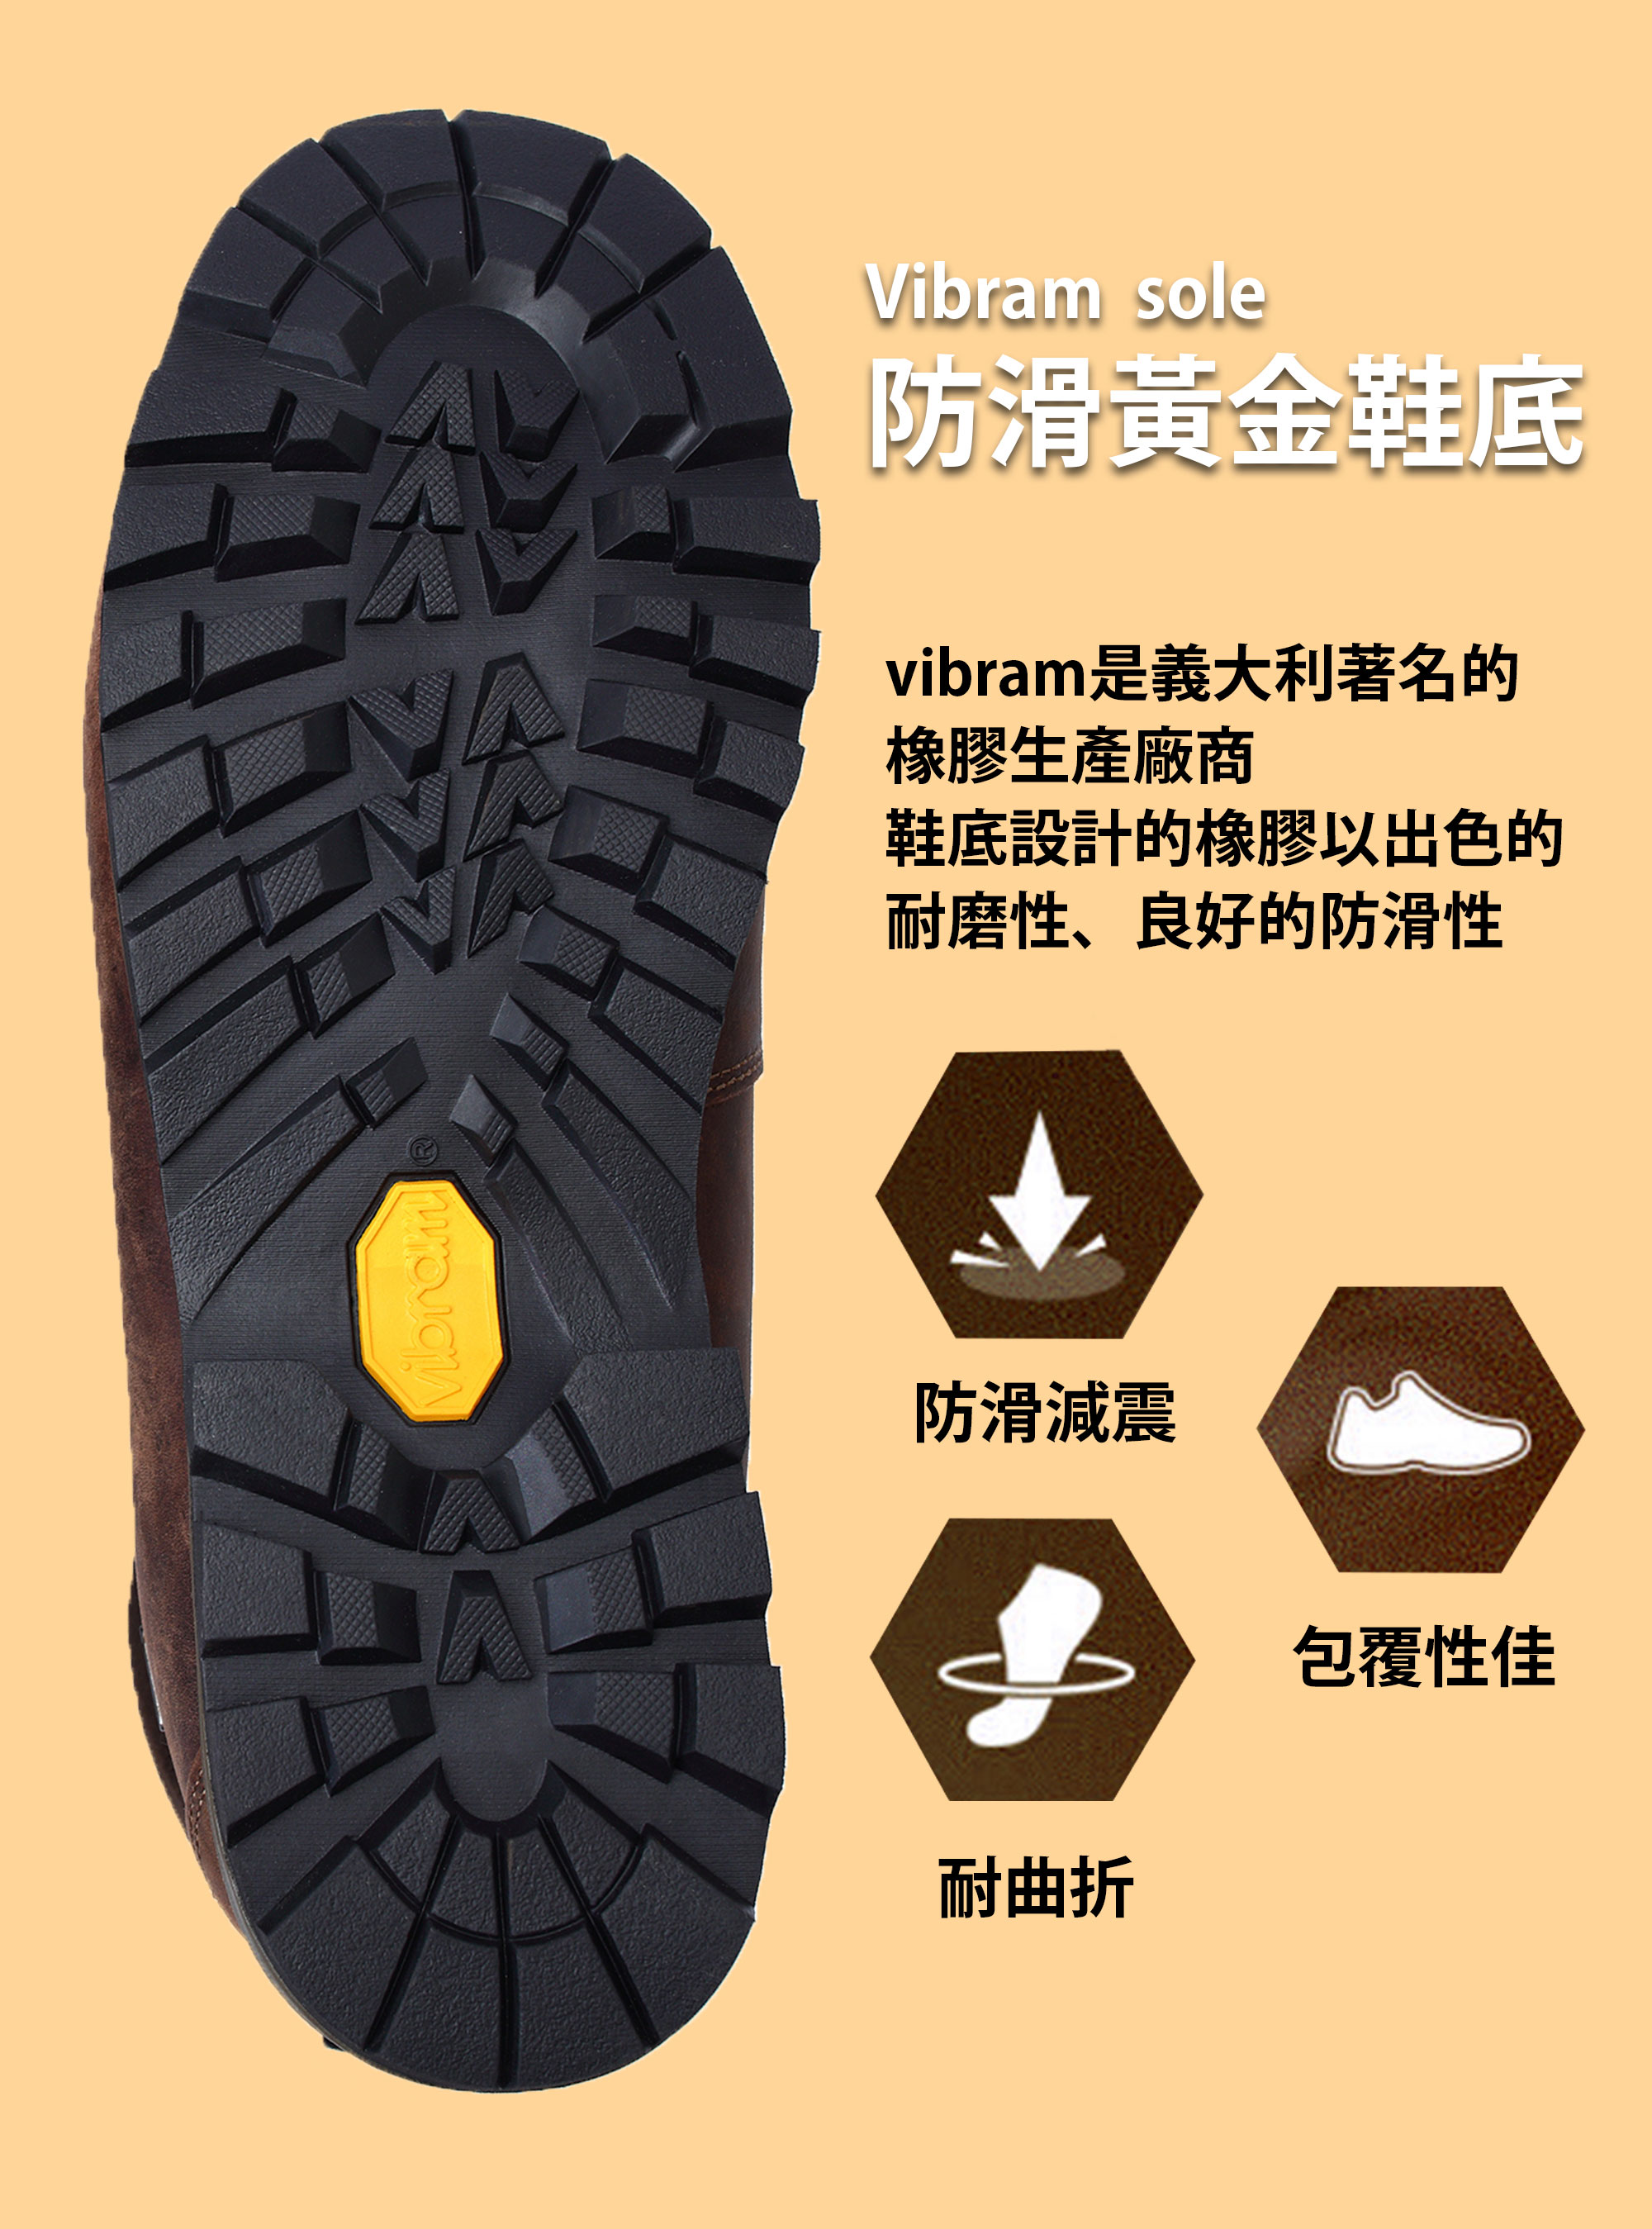 Vibram sole
防滑黃金鞋底
vibram是義大利著名的
橡膠生產廠商
鞋底設計的橡膠以出色的
耐磨性、良好的防滑性
®
vibram
防滑減震
包覆性佳
耐曲折